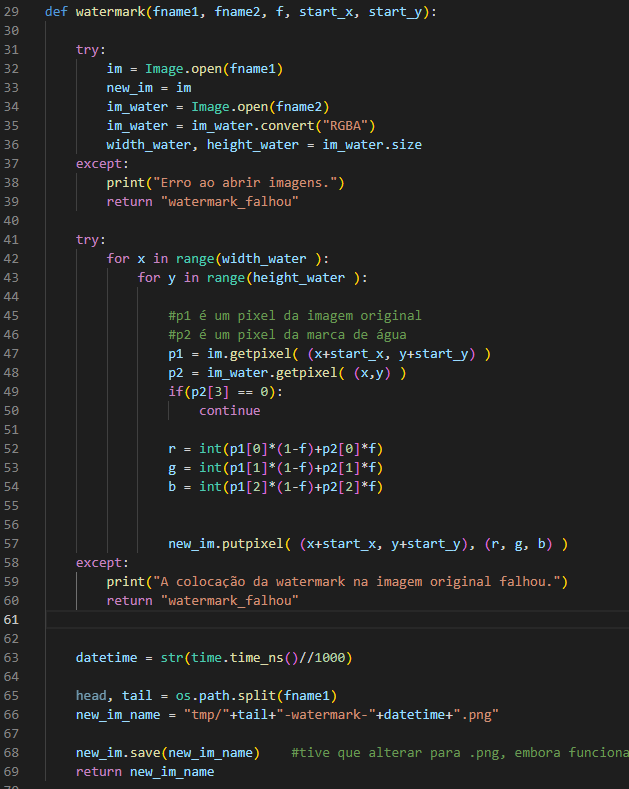 29 def watermark(fname1, fname2, f, start_x, start_y):
30
31     try:
32         im = Image.open(fname1)
33         new_im = im
34         im_water = Image.open(fname2)
35         im_water = im_water.convert("RGBA")
36         width_water, height_water = im_water.size
37     except:
38         print("Erro ao abrir imagens.")
39         return "watermark_falhou"
40
41     try:
42         for x in range(width_water ):
43             for y in range(height_water ):
44
45                 #p1 é um pixel da imagem original
46                 #p2 é um pixel da marca de água
47                 p1 = im.getpixel( (x+start_x, y+start_y) )
48                 p2 = im_water.getpixel( (x,y) )
49                 if(p2[3] == 0):
50                     continue
51
52                 r = int(p1[0]*(1-f)+p2[0]*f)
53                 g = int(p1[1]*(1-f)+p2[1]*f)
54                 b = int(p1[2]*(1-f)+p2[2]*f)
55
56
57                 new_im.putpixel( (x+start_x, y+start_y), (r, g, b) )
58     except:
59         print("A colocação da watermark na imagem original falhou.")
60         return "watermark_falhou"
61
62
63     datetime = str(time.time_ns()//1000)
64
65     head, tail = os.path.split(fname1)
66     new_im_name = "tmp/"+tail+"-watermark-"+datetime+".png"
67
68     new_im.save(new_im_name)    #tive que alterar para .png, embora funciona
69     return new_im_name